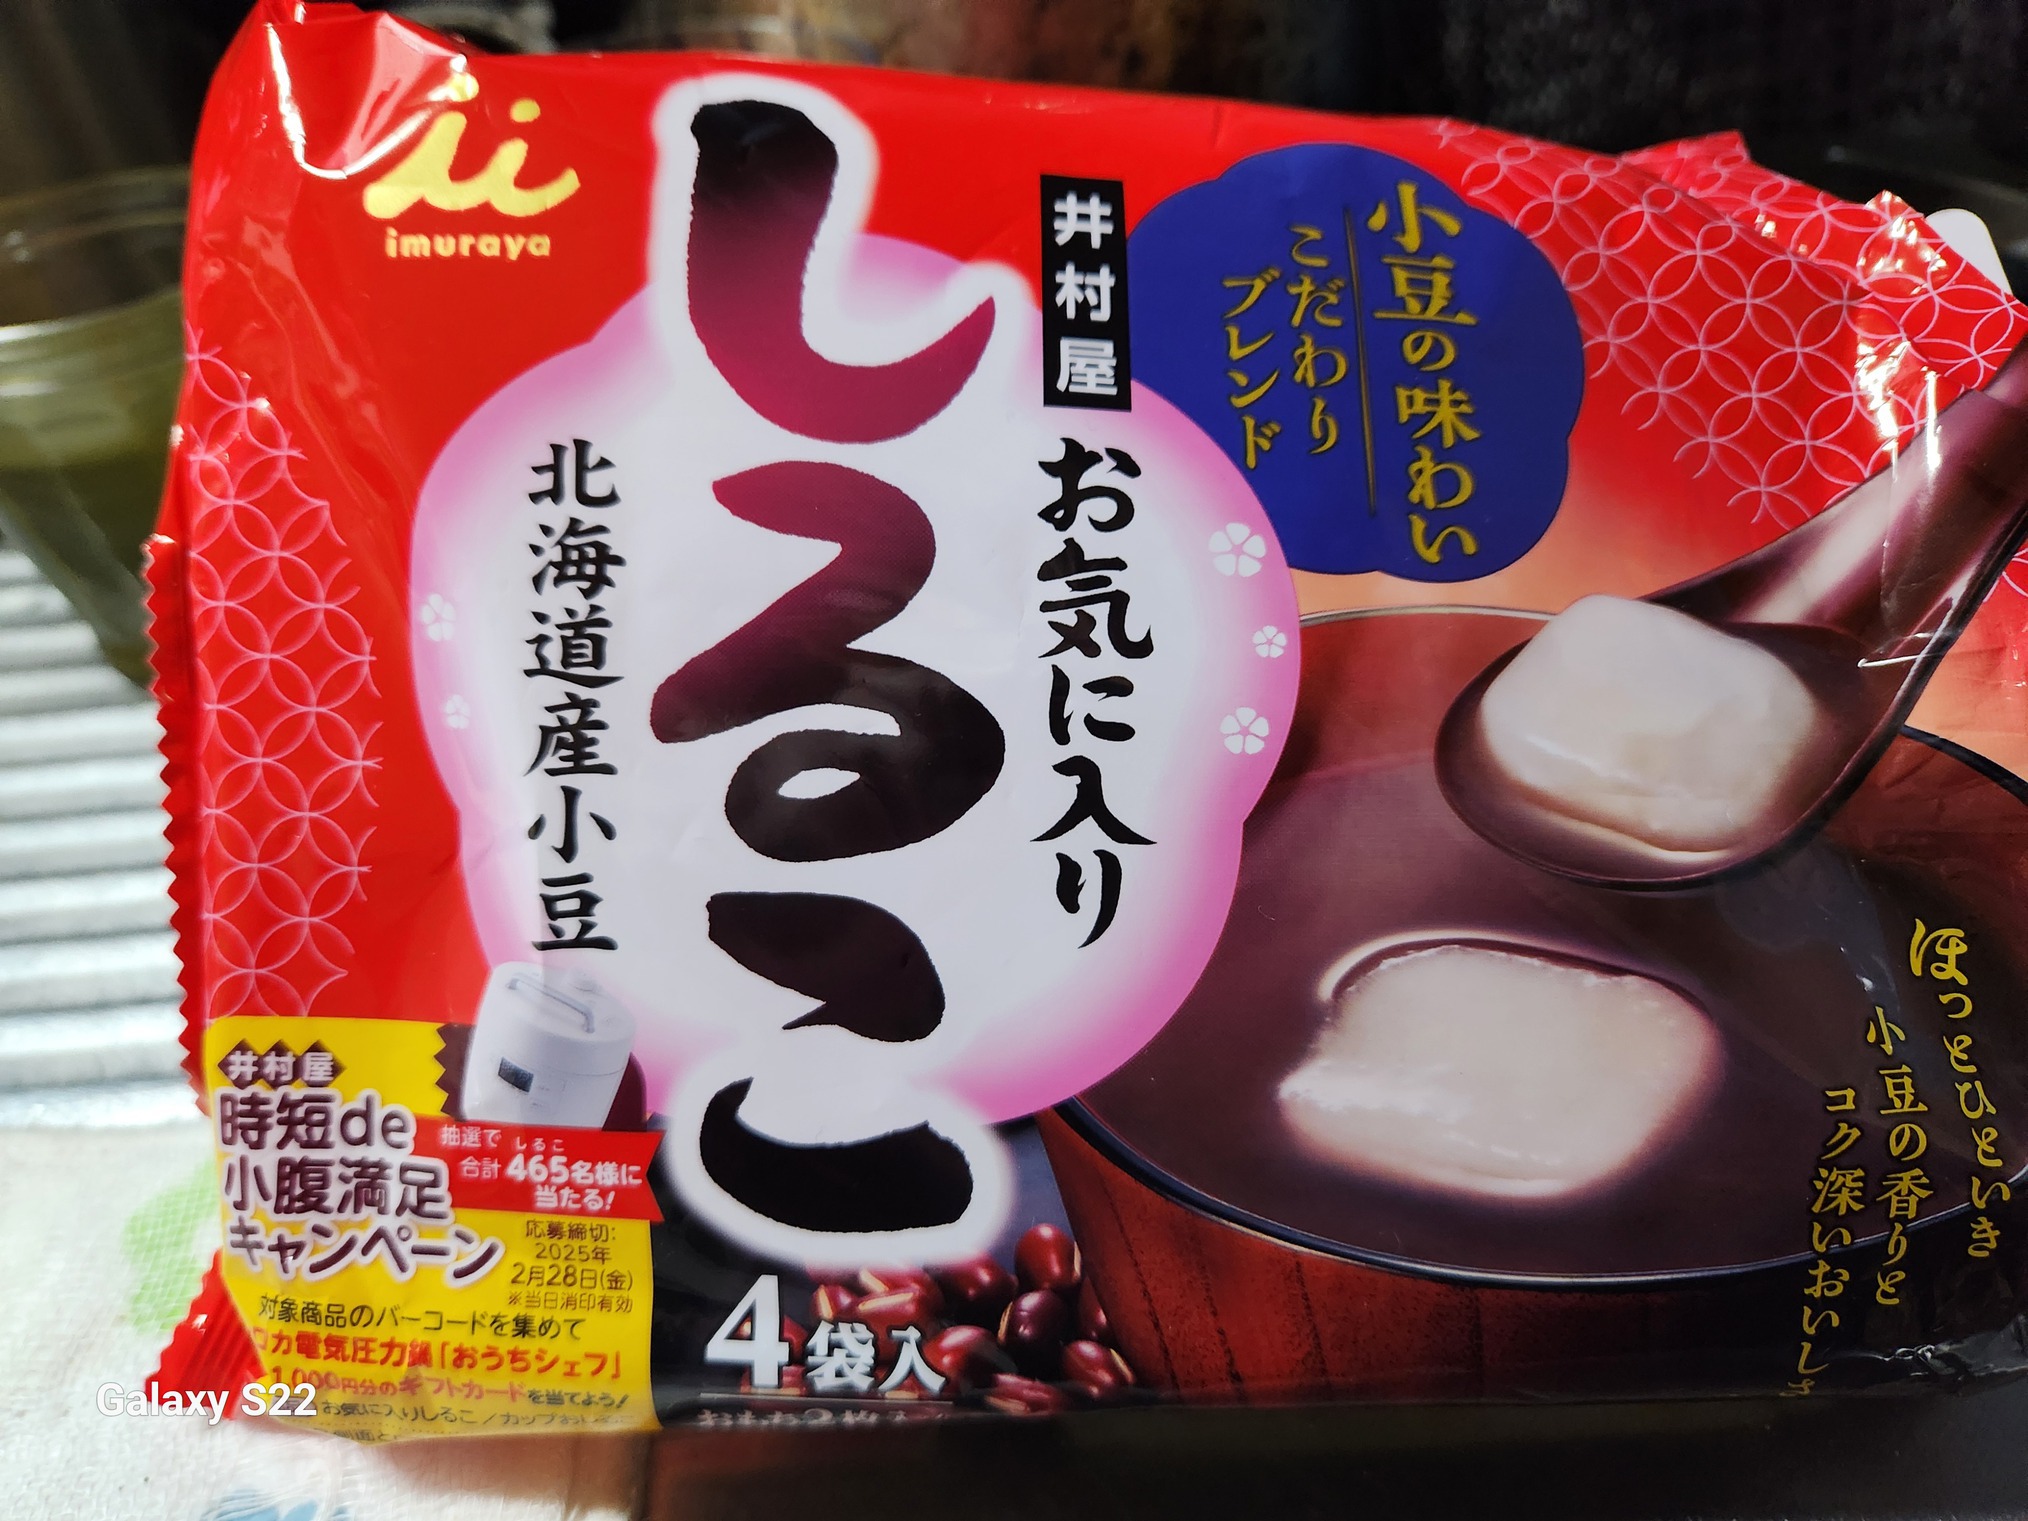 imuraya
井村屋
お気に入り
しるこ
北海道産小豆
小豆の味わい
こだわり
ブレンド
ほっとひといき
小豆の香りと
コク深いおいしさ
井村屋
時短de
小腹満足
キャンペーン
抽選で
しるこ
合計465名様に
当たる!
応募締切:
2025年
2月28日(金)
※当日消印有効
対象商品のバーコードを集めて
電気圧力鍋「おうちシェフ」
1,000円分のギフトカードを当てよう!
お気に入りしるこ/カップおしるこ
4袋入
Galaxy S22